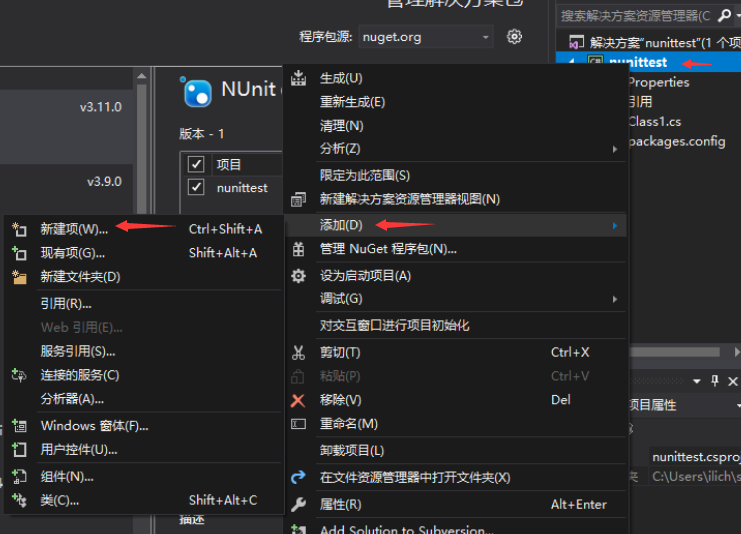 管理解决方案包
程序包源: nuget.org
搜索解决方案资源管理器(C
解决方案"nunittest"(1 个项
nunittest
Properties
引用
Class1.cs
packages.config
v3.11.0
v3.9.0
NUnit
版本 - 1
项目
nunittest
生成(U)
重新生成(E)
清理(N)
分析(Z)
限定为此范围(S)
新建解决方案资源管理器视图(N)
添加(D)
管理 NuGet 程序包(N)...
设为启动项目(A)
调试(G)
对交互窗口进行项目初始化
剪切(T) Ctrl+X
粘贴(P) Ctrl+V
移除(V) Del
重命名(M)
卸载项目(L)
在文件资源管理器中打开文件夹(X)
属性(R) Alt+Enter
Add Solution to Subversion...
新建项(W)... Ctrl+Shift+A
现有项(G)... Shift+Alt+A
新建文件夹(D)
引用(R)...
Web 引用(E)...
服务引用(S)...
连接的服务(C)
分析器(A)...
Windows 窗体(F)...
用户控件(U)...
组件(N)...
类(C)... Shift+Alt+C
描述
项目属性
nunittest.csproj
夹 C:\Users\ilich\s